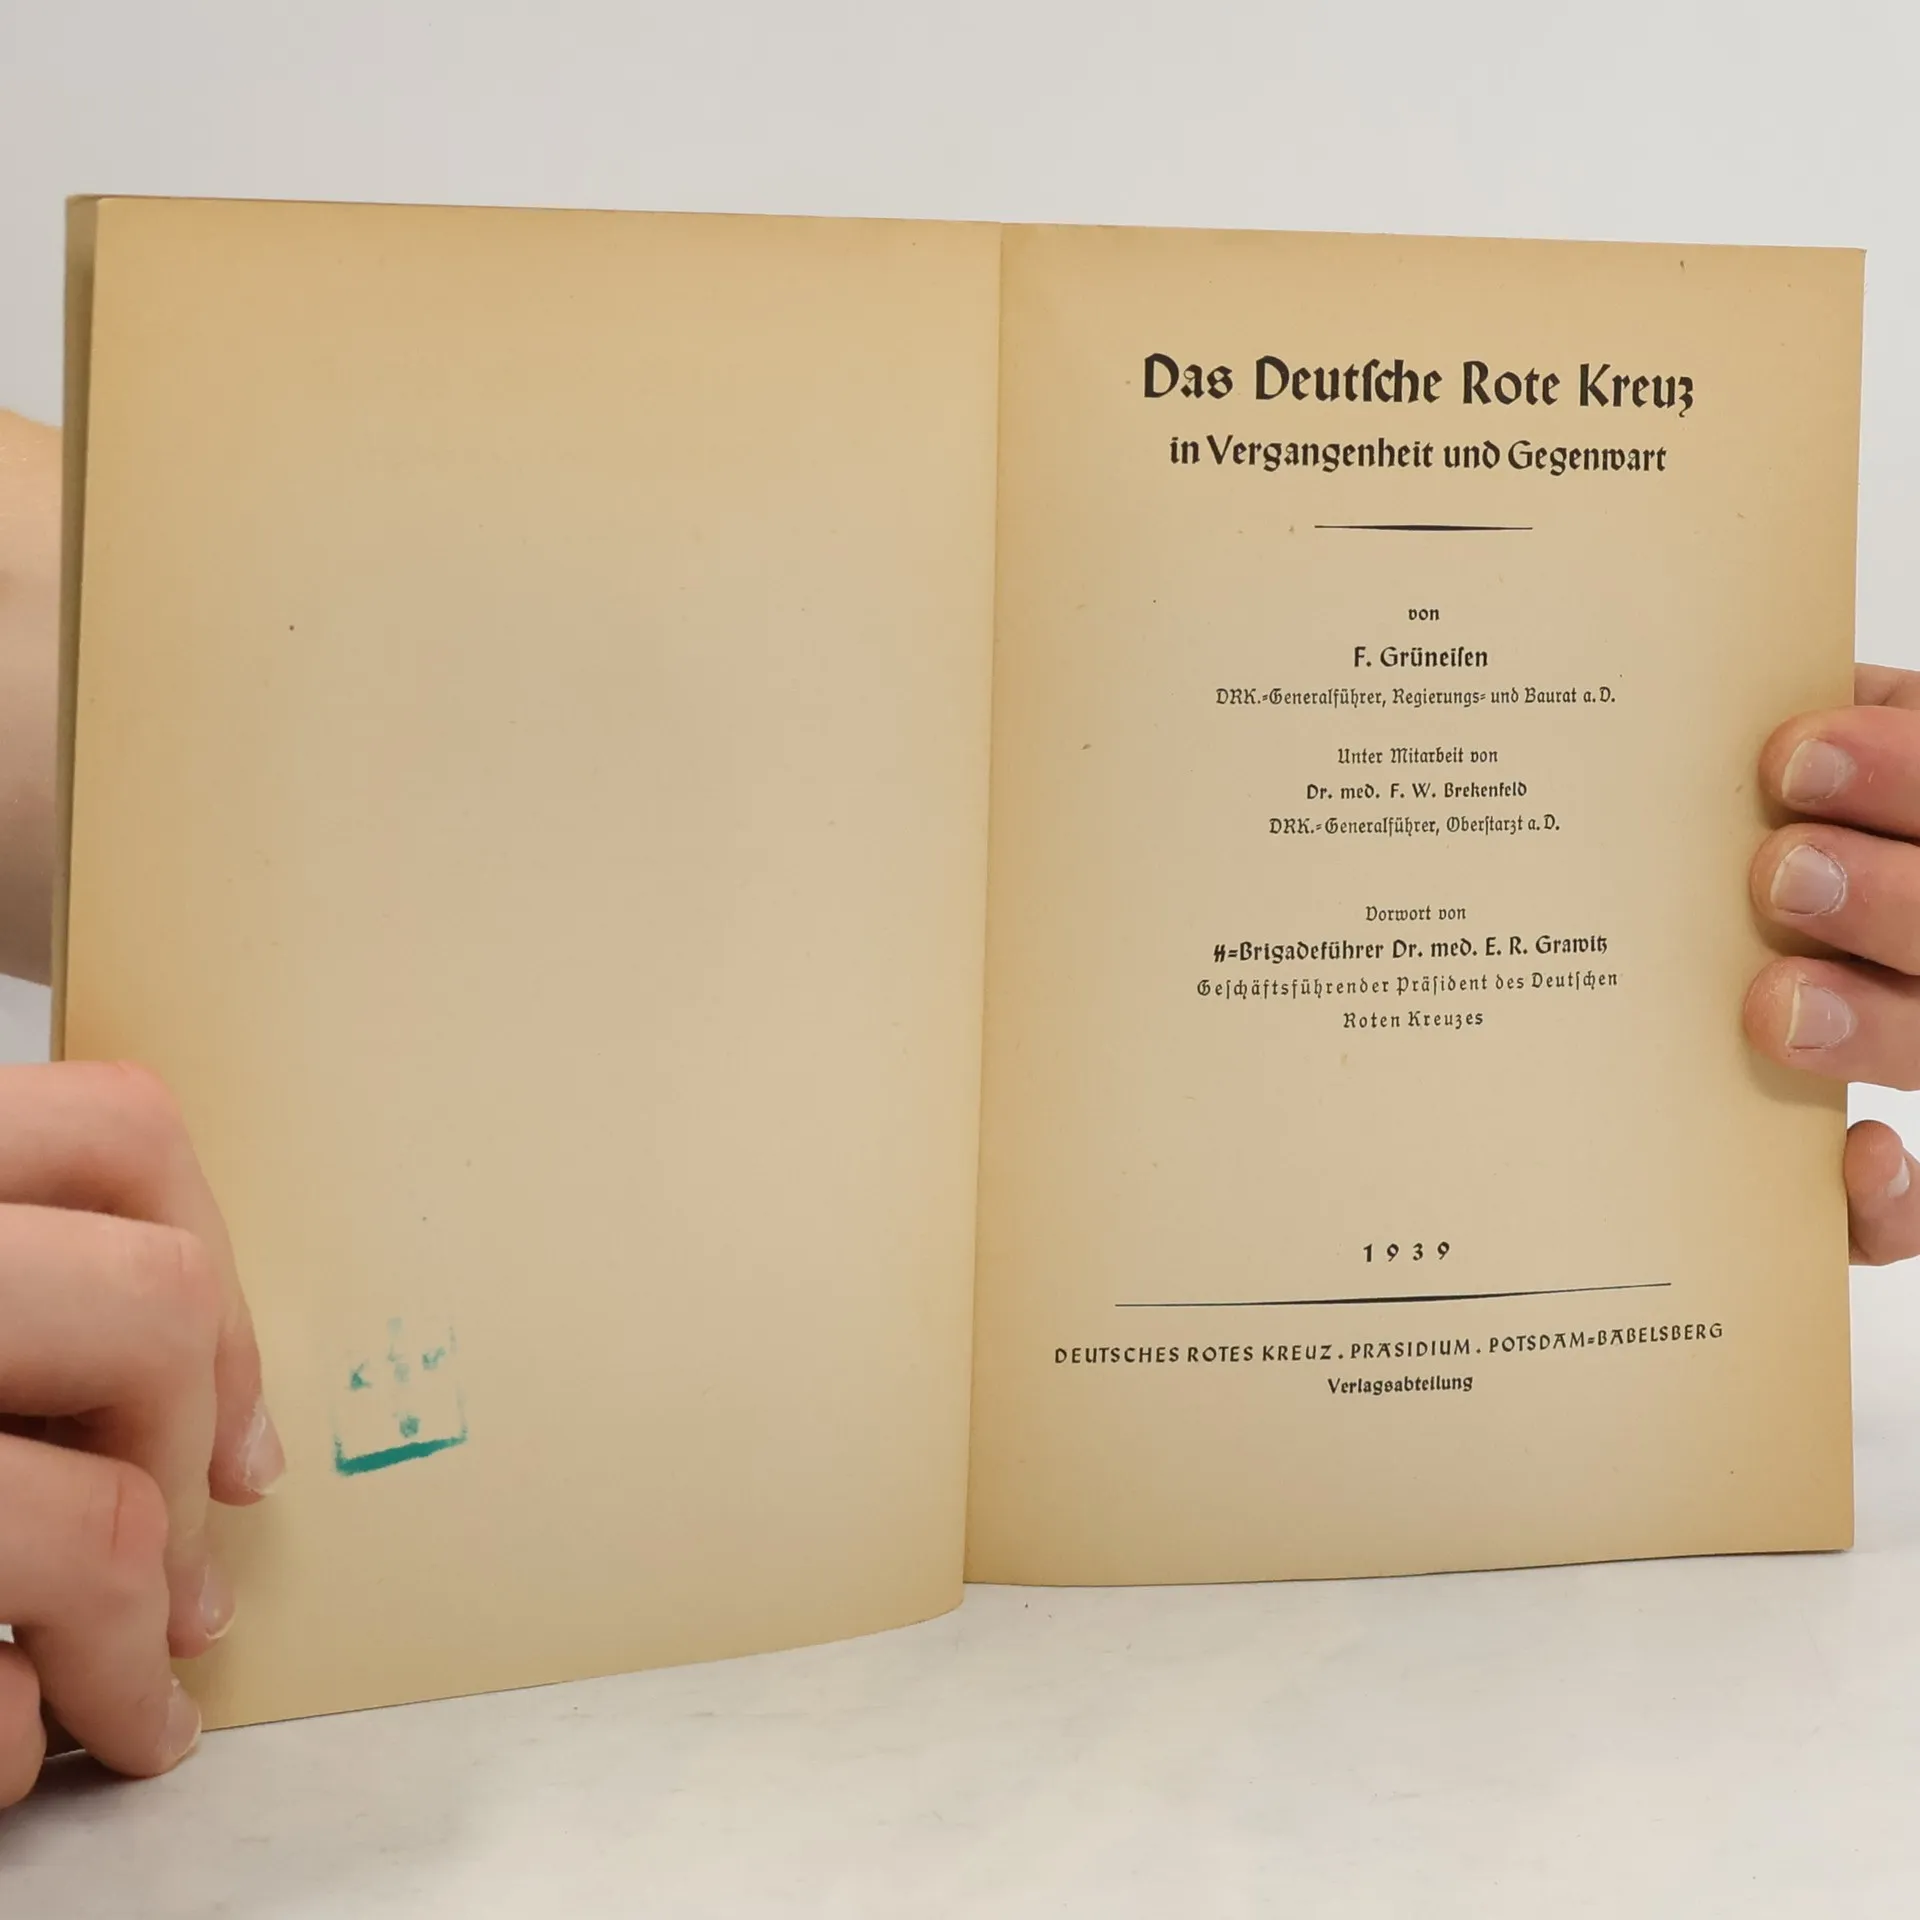 Das Deutſche Rote Kreuz
in Vergangenheit und Gegenwart
von
F. Grüneiſen
DRK.=Generalführer, Regierungs= und Baurat a. D.
Unter Mitarbeit von
Dr. med. F. W. Brekenfeld
DRK.=Generalführer, Oberſtarzt a. D.
Vorwort von
ϟϟ=Brigadeführer Dr. med. E. R. Grawitz
Geſchäftsführender Präſident des Deutſchen
Roten Kreuzes
1939
DEUTSCHES ROTES KREUZ . PRÄSIDIUM . POTSDAM=BABELSBERG
Verlagsabteilung